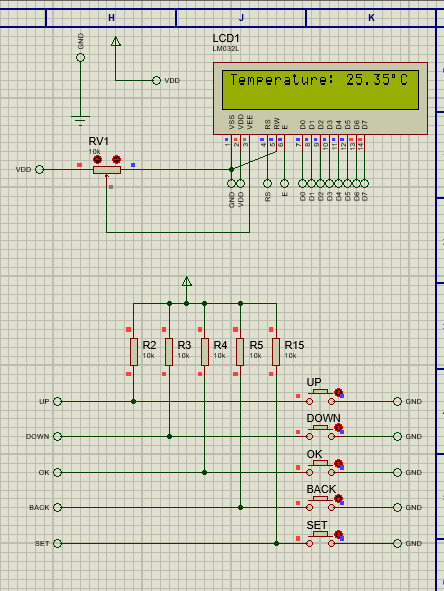 H J K
GND
VDD
LCD1
LM032L
Temperature: 25.35°C
VSS VDD VEE RS RW E D0 D1 D2 D3 D4 D5 D6 D7
1 2 3 4 5 6 7 8 9 10 11 12 13 14
RV1
10k
VDD
GND VDD RS E D0 D1 D2 D3 D4 D5 D6 D7
R2 R3 R4 R5 R15
10k 10k 10k 10k 10k
UP
UP GND
DOWN
DOWN GND
OK
OK GND
BACK
BACK GND
SET
SET GND